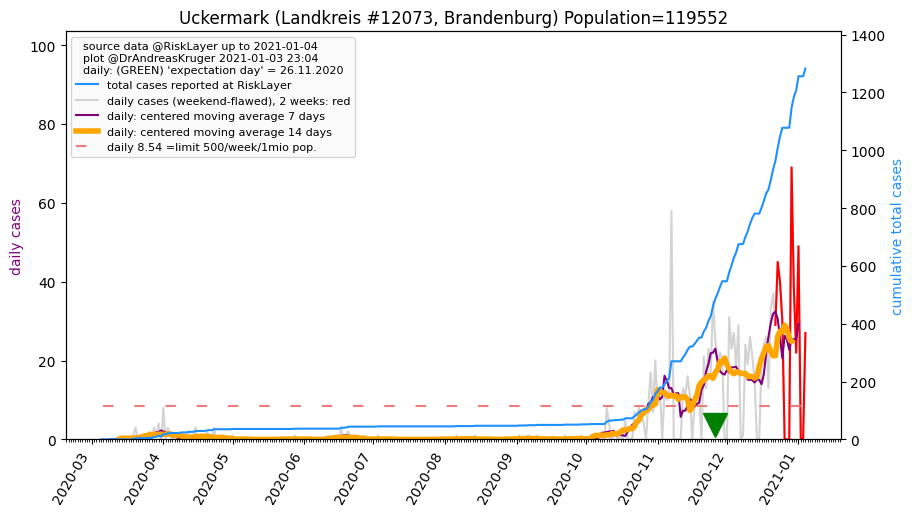 Uckermark (Landkreis #12073, Brandenburg) Population=119552
source data @RiskLayer up to 2021-01-04
plot @DrAndreasKruger 2021-01-03 23:04
daily: (GREEN) 'expectation day' = 26.11.2020
total cases reported at RiskLayer
daily cases (weekend-flawed), 2 weeks: red
daily: centered moving average 7 days
daily: centered moving average 14 days
daily 8.54 =limit 500/week/1mio pop.
daily cases
100
80
60
40
20
0
cumulative total cases
1400
1200
1000
800
600
400
200
0
2020-03
2020-04
2020-05
2020-06
2020-07
2020-08
2020-09
2020-10
2020-11
2020-12
2021-01